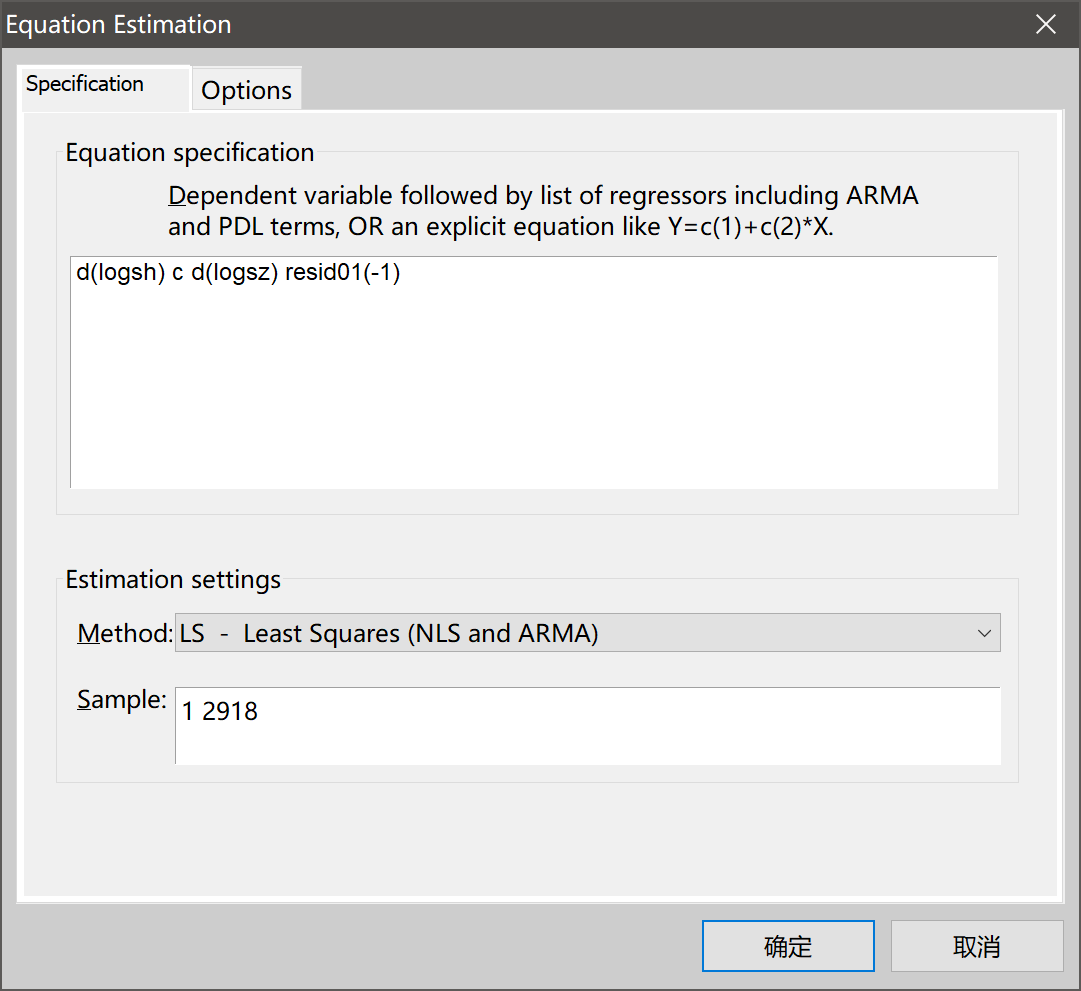 Equation Estimation
Specification
Options
Equation specification
Dependent variable followed by list of regressors including ARMA
and PDL terms, OR an explicit equation like Y=c(1)+c(2)*X.
d(logsh) c d(logsz) resid01(-1)
Estimation settings
Method: LS - Least Squares (NLS and ARMA)
Sample: 1 2918
确定
取消